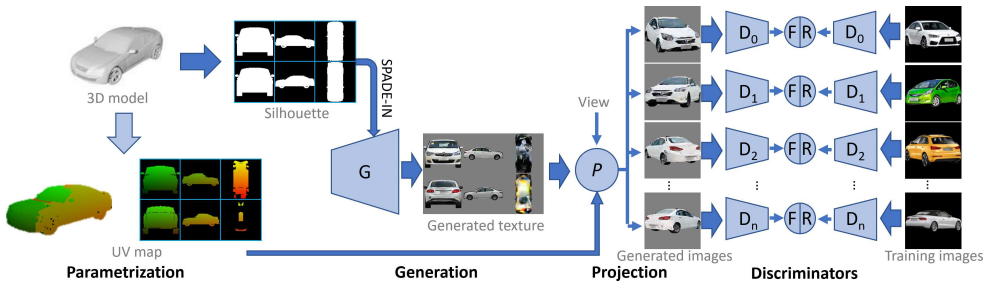 3D model
Silhouette
SPADE-IN
UV map
Parametrization
G
Generated texture
Generation
View
P
Projection
Generated images
D0 F R D0
D1 F R D1
D2 F R D2
Dn F R Dn
Discriminators
Training images